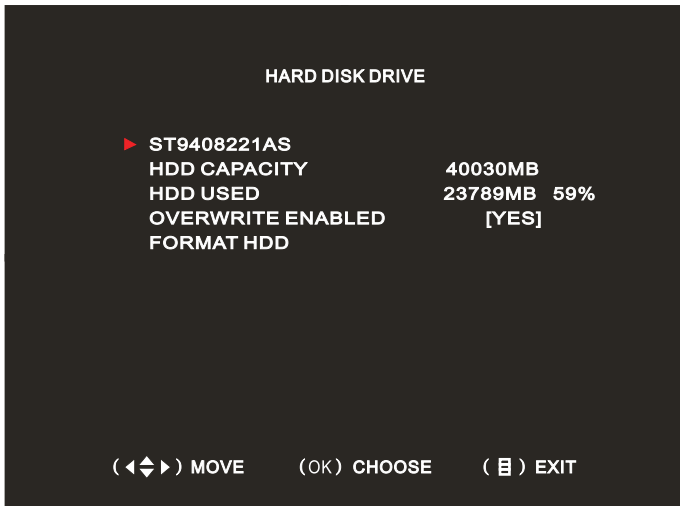 HARD DISK DRIVE
ST9408221AS
HDD CAPACITY 40030MB
HDD USED 23789MB 59%
OVERWRITE ENABLED [YES]
FORMAT HDD
( ) MOVE (OK) CHOOSE ( ) EXIT